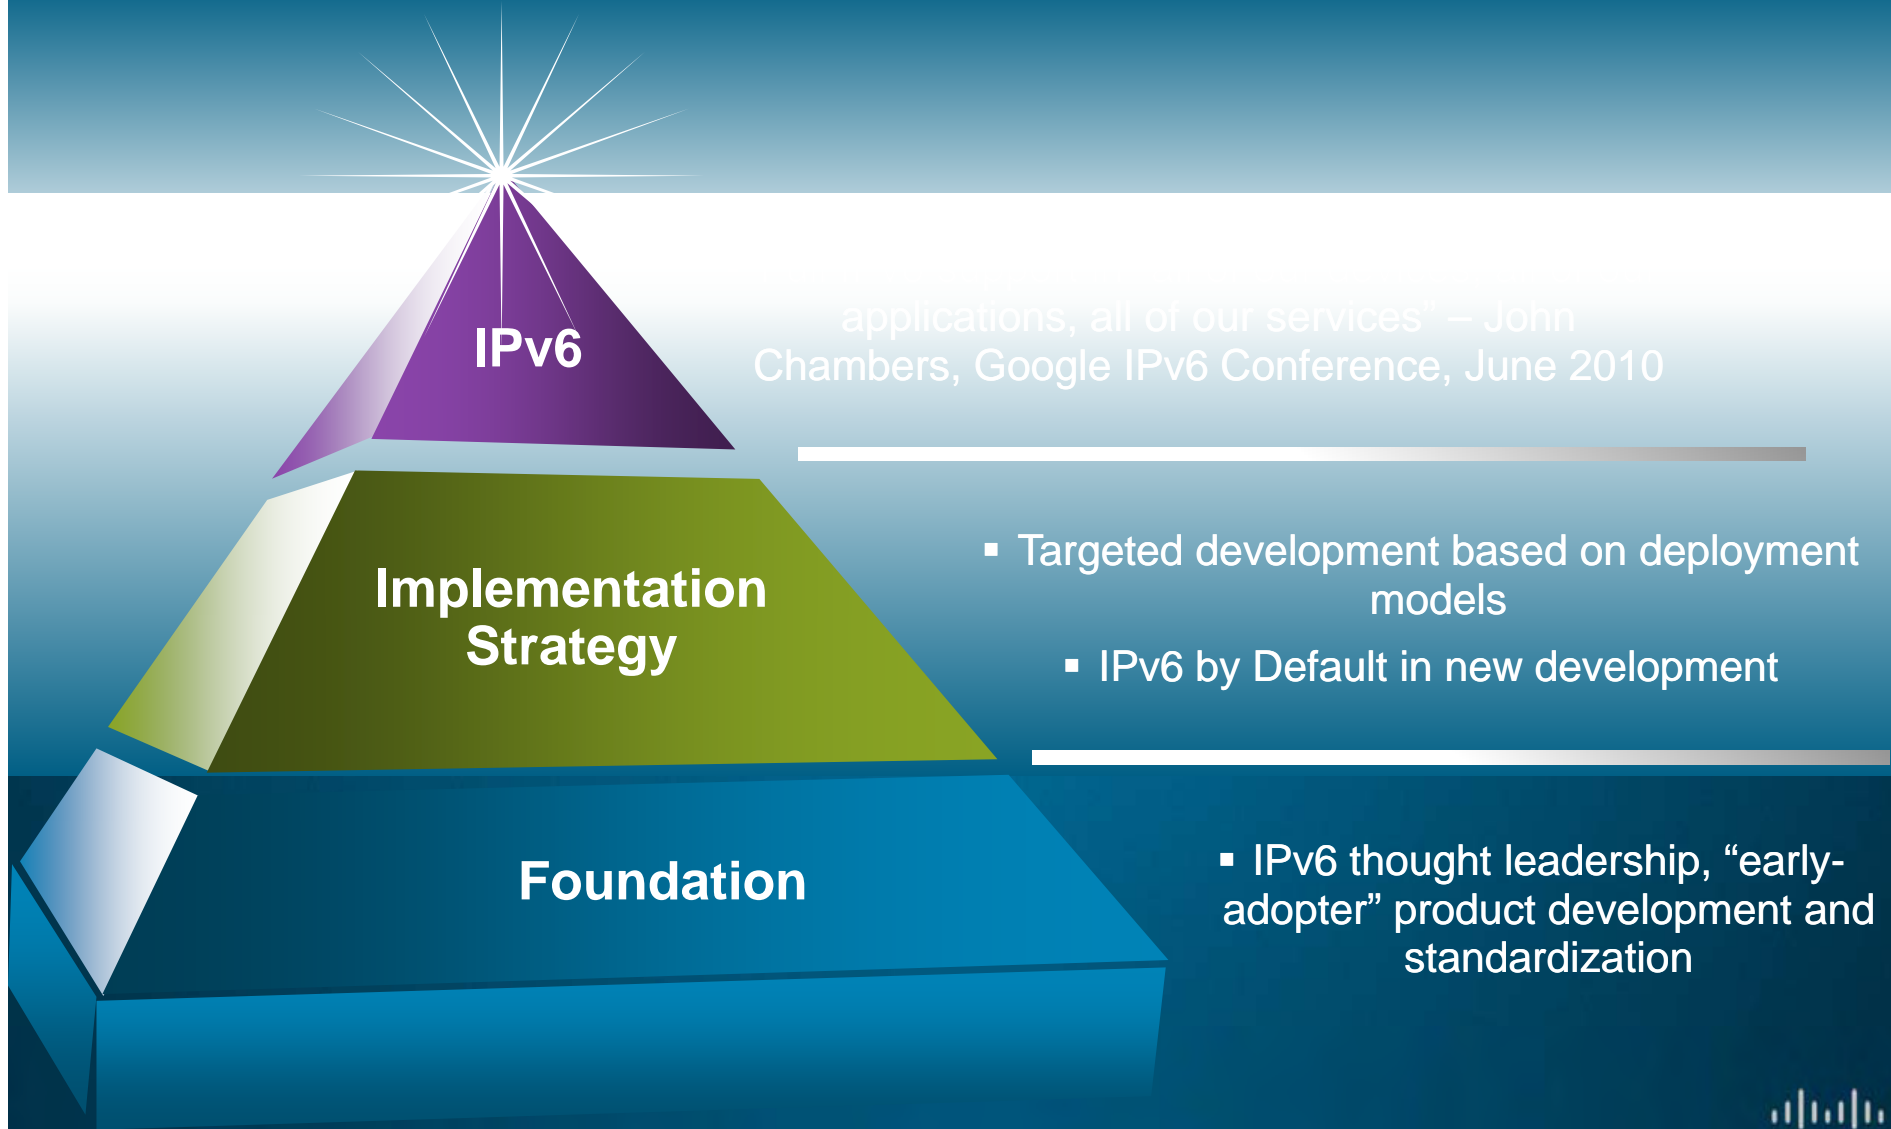 IPv6
applications, all of our services” – John
Chambers, Google IPv6 Conference, June 2010
Implementation
Strategy
▪ Targeted development based on deployment
models
▪ IPv6 by Default in new development
Foundation
▪ IPv6 thought leadership, “early-
adopter” product development and
standardization